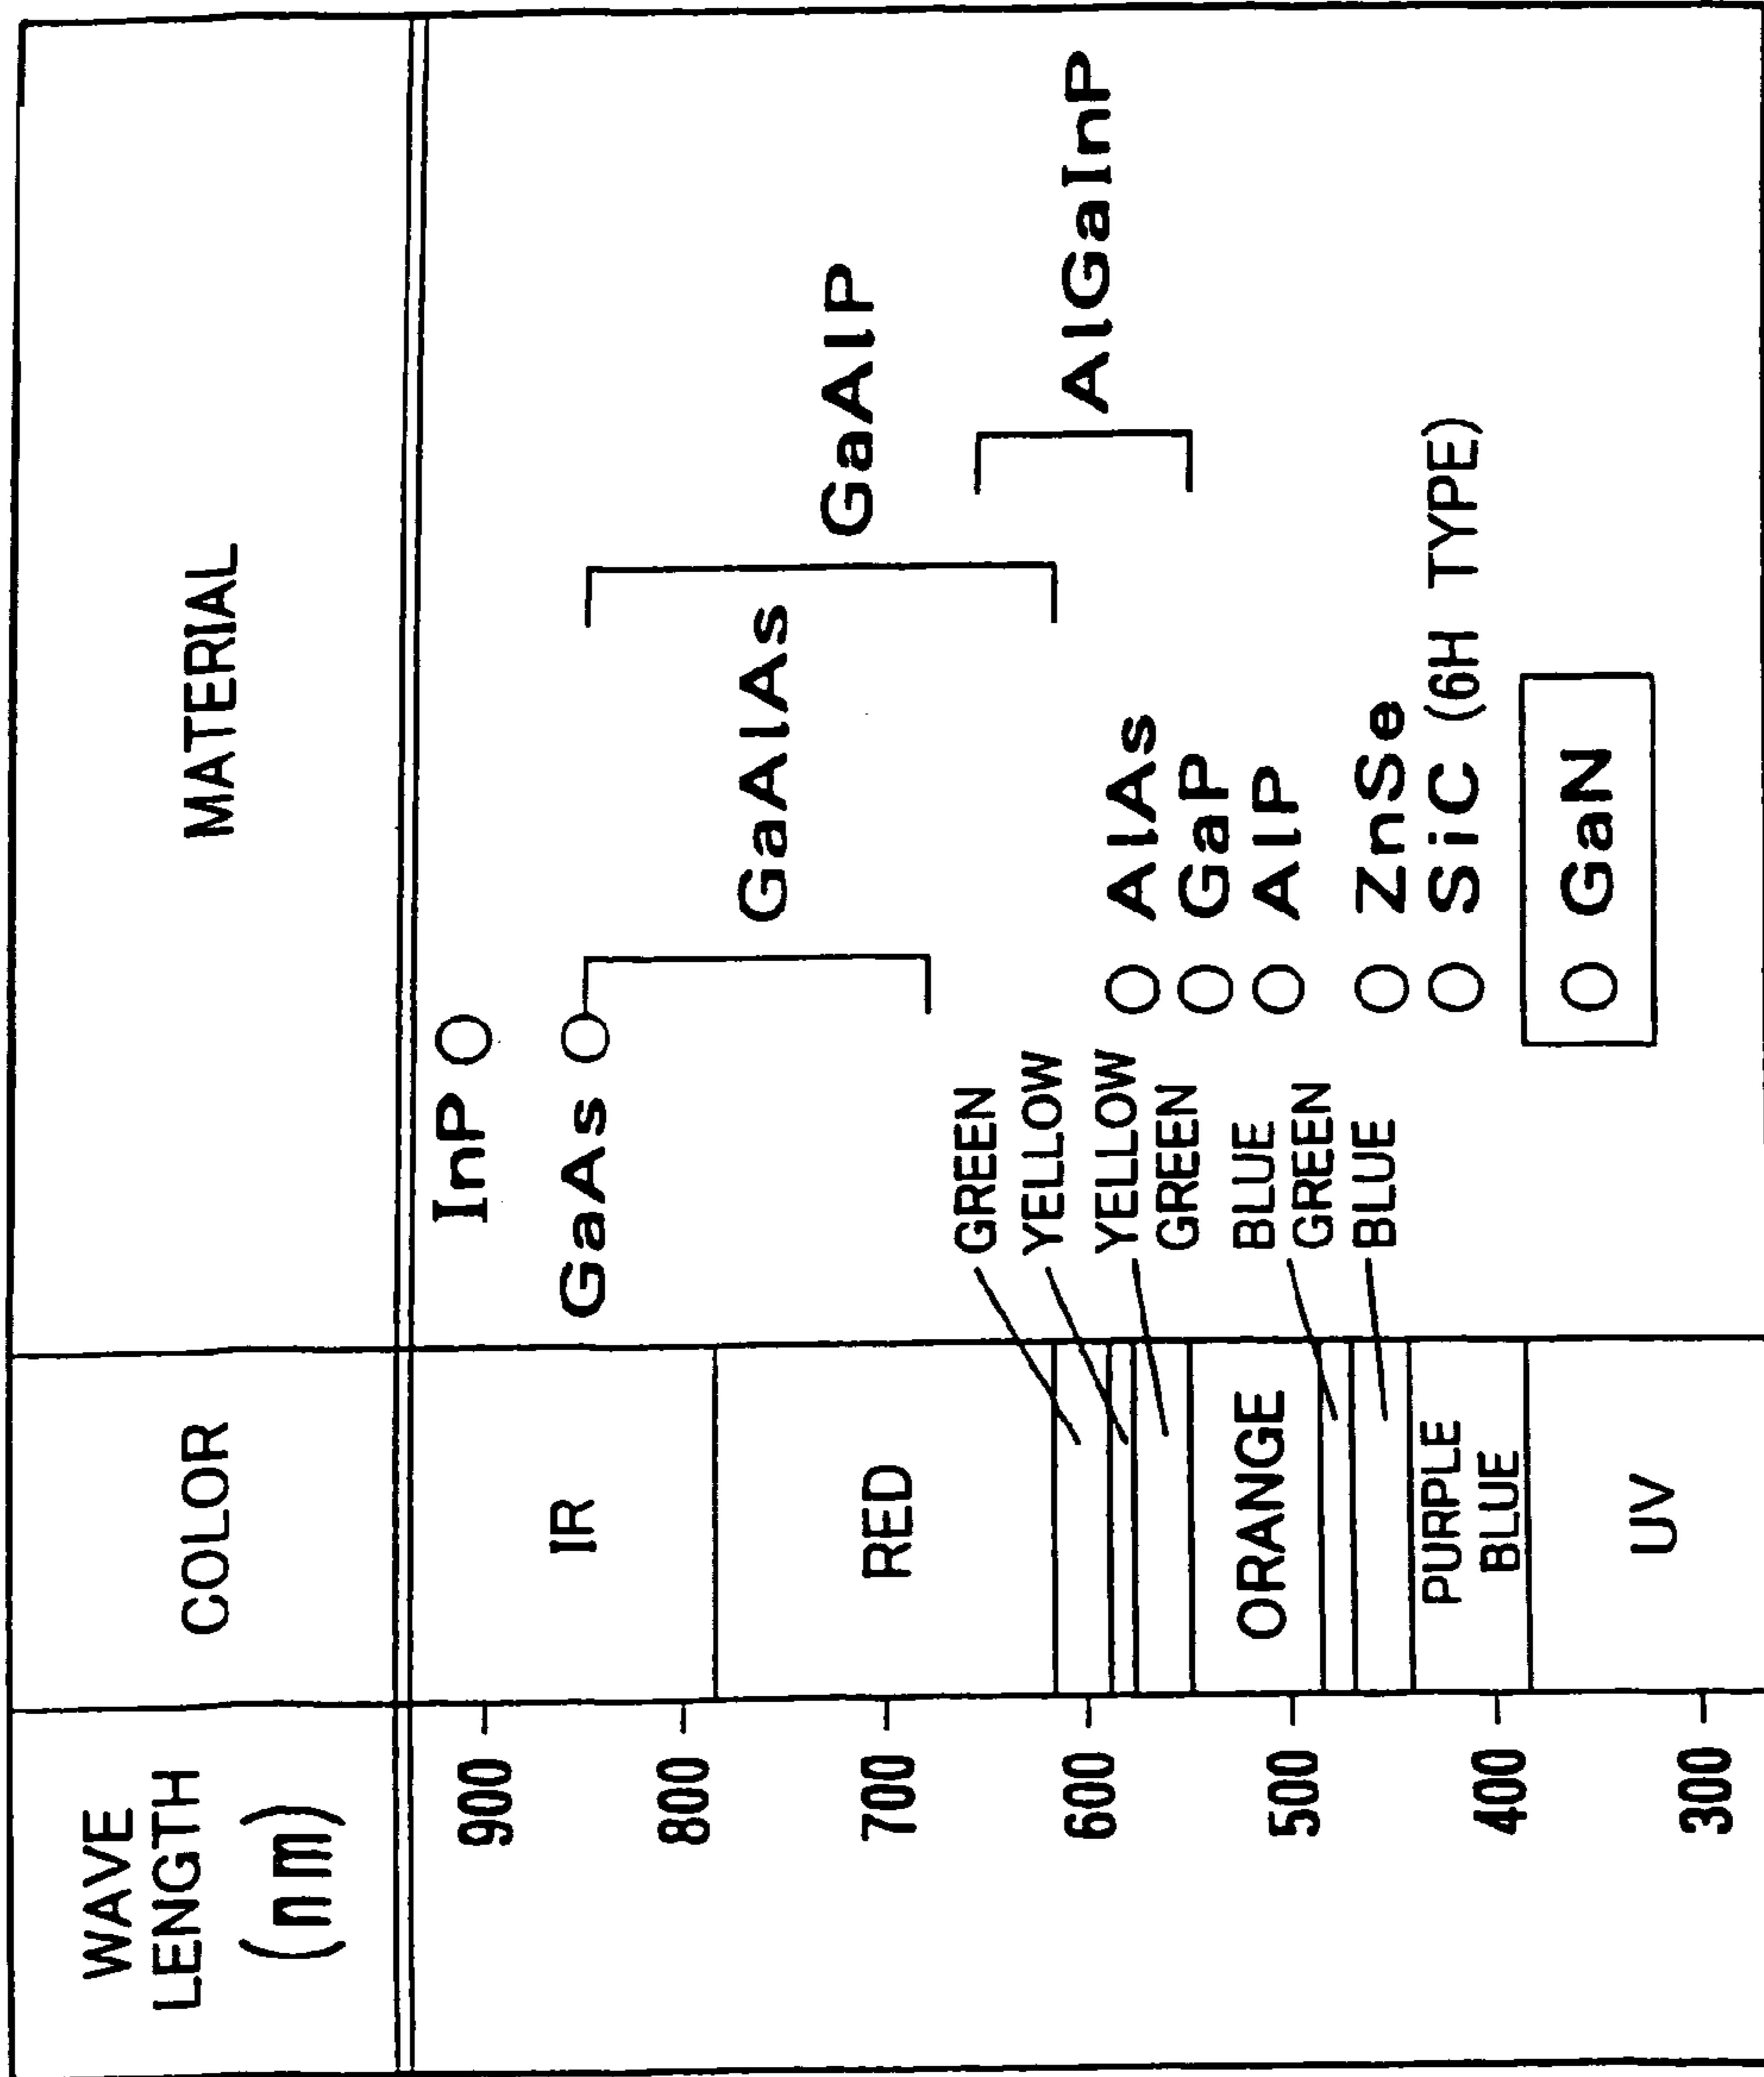 WAVE
LENGTH
(nm)
COLOR
MATERIAL
900
800
700
600
500
400
300
IR
RED
ORANGE
PURPLE
BLUE
UV
GREEN
YELLOW
YELLOW
GREEN
BLUE
GREEN
BLUE
InP
GaAs
GaAlAs
GaAlP
AlGaInP
AlAs
GaP
AlP
ZnSe
SiC (6H TYPE)
GaN